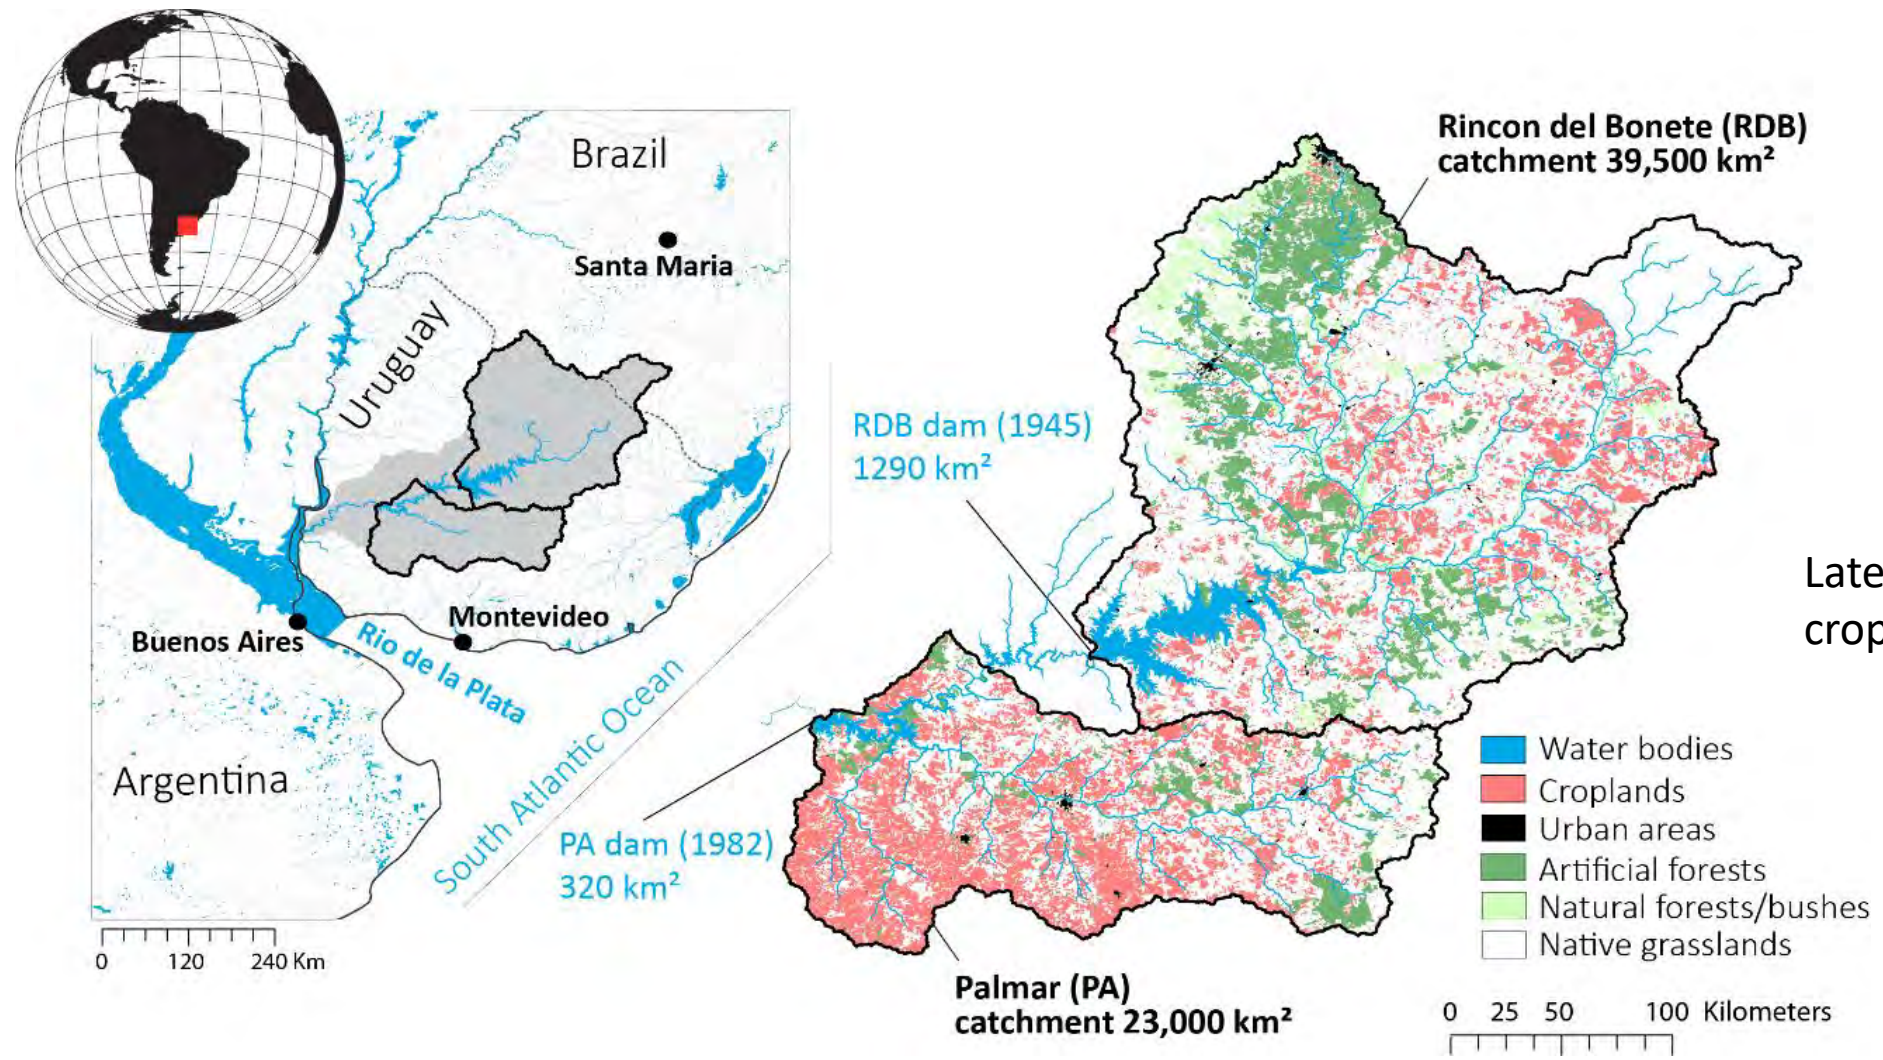 Brazil
Santa Maria
Uruguay
Montevideo
Buenos Aires
Rio de la Plata
South Atlantic Ocean
Argentina
0 120 240 Km
Rincon del Bonete (RDB)
catchment 39,500 km²
RDB dam (1945)
1290 km²
PA dam (1982)
320 km²
Palmar (PA)
catchment 23,000 km²
Late
crop
Water bodies
Croplands
Urban areas
Artificial forests
Natural forests/bushes
Native grasslands
0 25 50 100 Kilometers